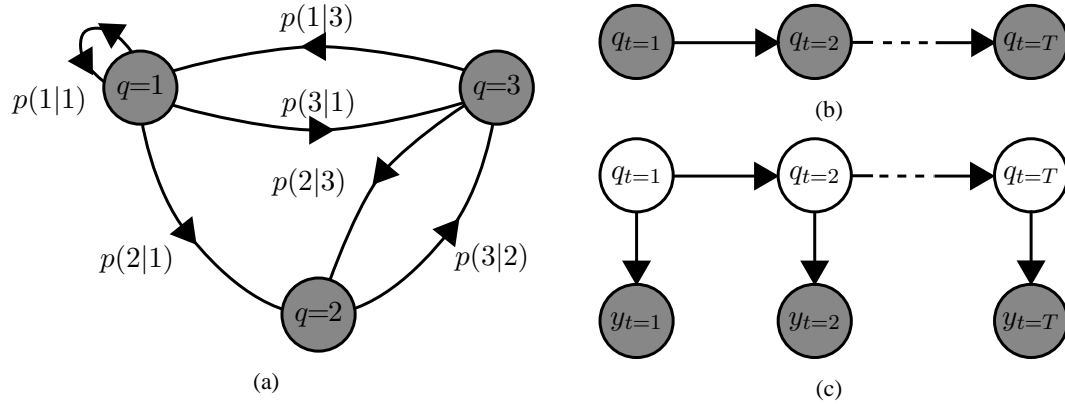 p(1|3)
q=1
q=3
p(1|1)
p(3|1)
p(2|3)
p(2|1)
p(3|2)
q=2
(a)
q_{t=1} q_{t=2} q_{t=T}
(b)
q_{t=1} q_{t=2} q_{t=T}
y_{t=1} y_{t=2} y_{t=T}
(c)